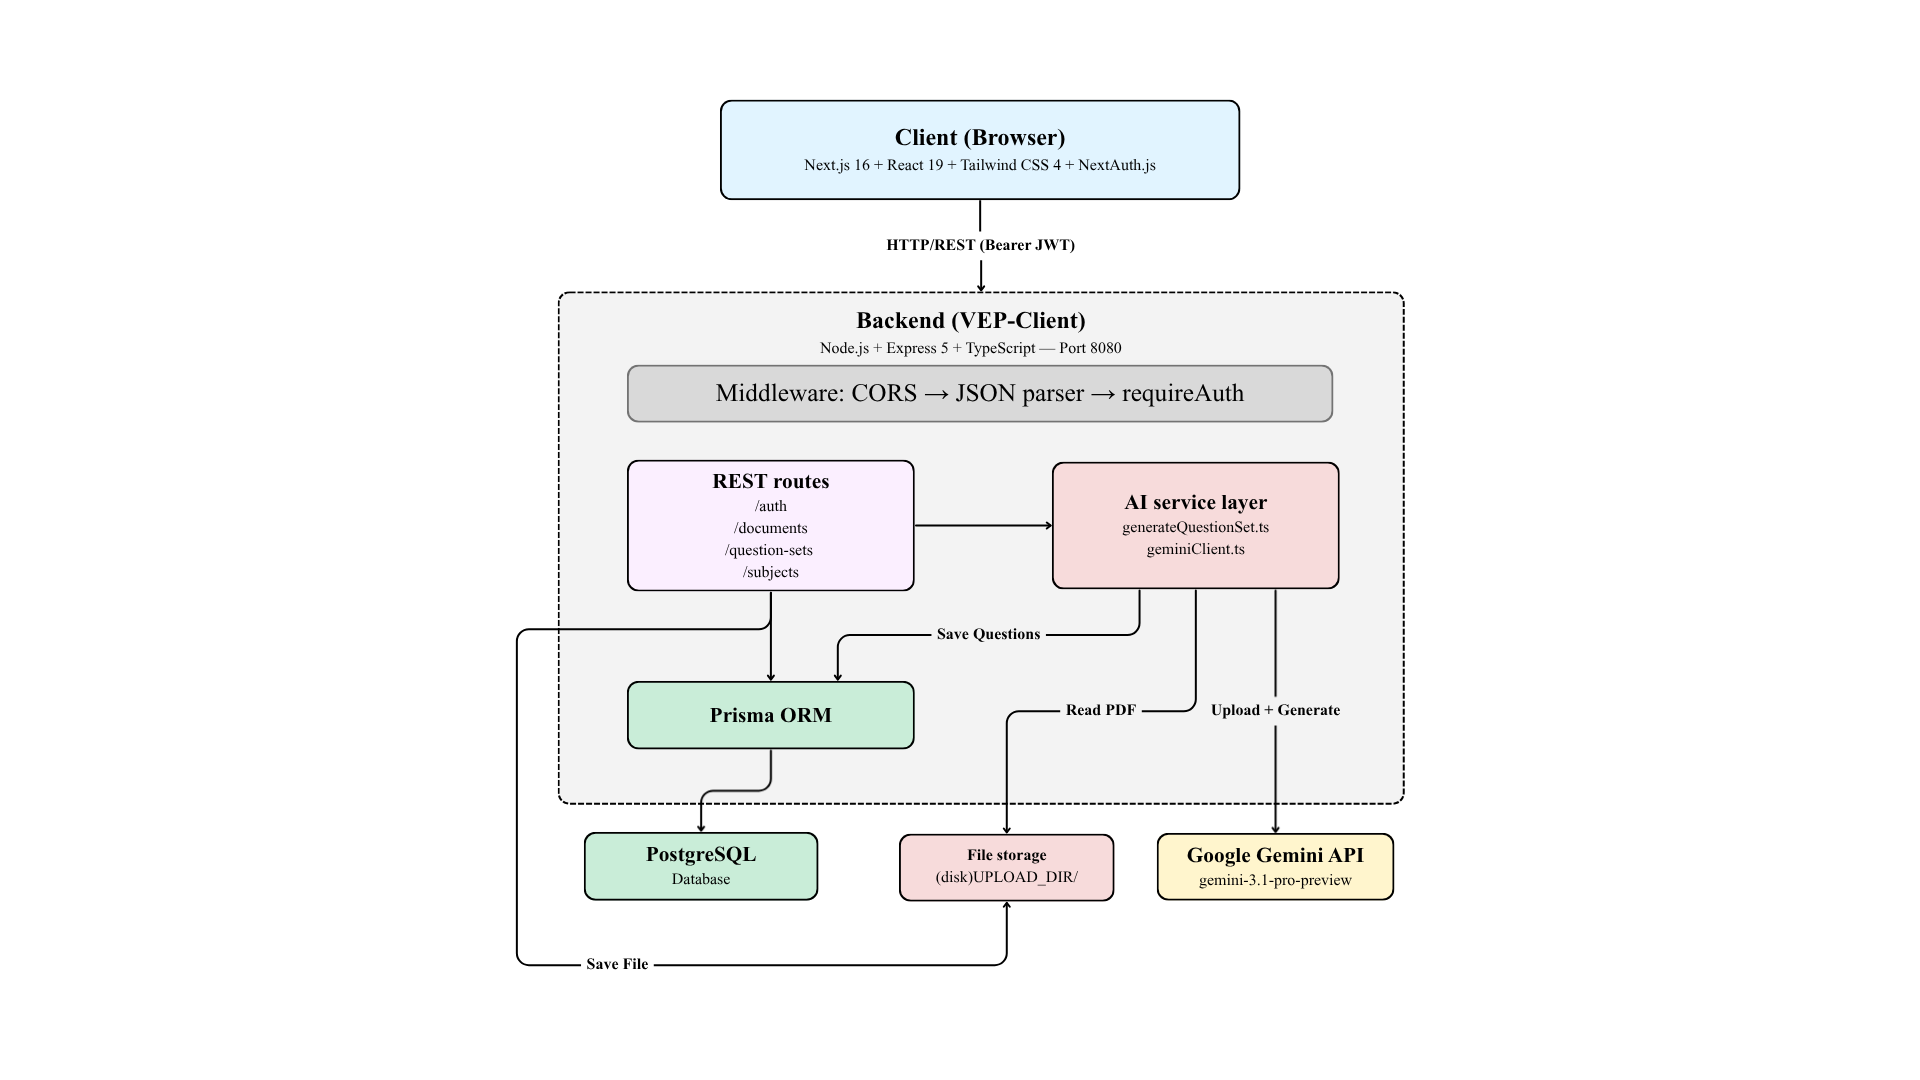 Client (Browser)
Next.js 16 + React 19 + Tailwind CSS 4 + NextAuth.js
HTTP/REST (Bearer JWT)
Backend (VEP-Client)
Node.js + Express 5 + TypeScript — Port 8080
Middleware: CORS → JSON parser → requireAuth
REST routes
/auth
/documents
/question-sets
/subjects
AI service layer
generateQuestionSet.ts
geminiClient.ts
Save Questions
Prisma ORM
Read PDF
Upload + Generate
PostgreSQL
Database
File storage
(disk)UPLOAD_DIR/
Google Gemini API
gemini-3.1-pro-preview
Save File